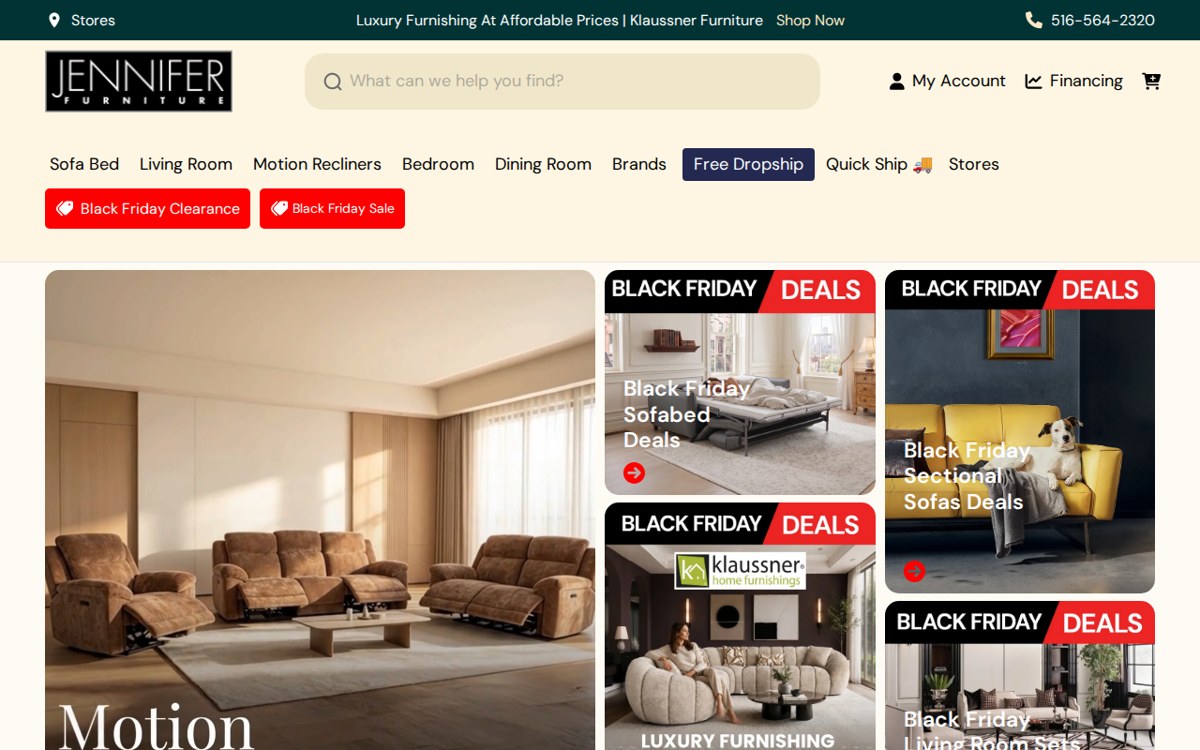 Stores
Luxury Furnishing At Affordable Prices | Klaussner Furniture Shop Now
516-564-2320
JENNIFER
FURNITURE
What can we help you find?
My Account
Financing
Sofa Bed
Living Room
Motion Recliners
Bedroom
Dining Room
Brands
Free Dropship
Quick Ship 🚚
Stores
Black Friday Clearance
Black Friday Sale
Motion
BLACK FRIDAY DEALS
Black Friday
Sofabed
Deals
BLACK FRIDAY DEALS
klaussner®
home furnishings
LUXURY FURNISHING
BLACK FRIDAY DEALS
Black Friday
Sectional
Sofas Deals
BLACK FRIDAY DEALS
Black Friday
Living Room Sets